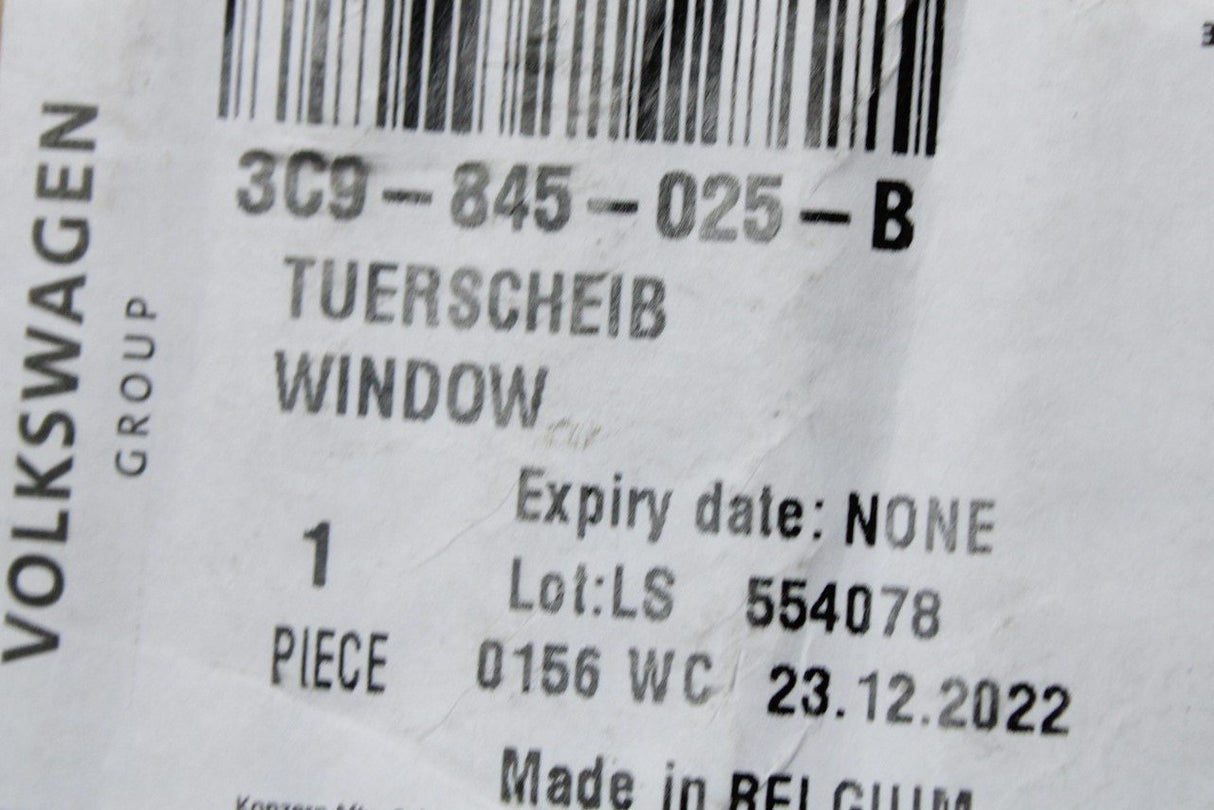 VOLKSWAGEN
GROUP
3C9-845-025-B
TUERSCHEIB
WINDOW
Expiry date: NONE
1
Lot:LS 554078
PIECE
0156 WC 23.12.2022
Made in BELGIUM